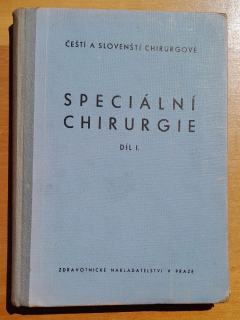 ČEŠTÍ A SLOVENŠTÍ CHIRURGOVÉ
SPECIÁLNÍ
CHIRURGIE
DÍL I.
ZDRAVOTNICKÉ NAKLADATELSTVÍ V PRAZE